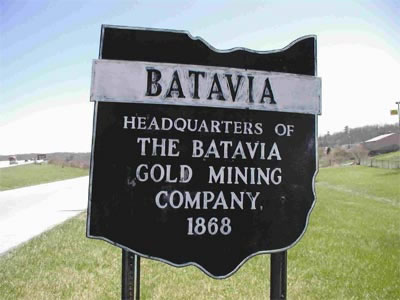 BATAVIA
HEADQUARTERS OF
THE BATAVIA
GOLD MINING
COMPANY.
1868